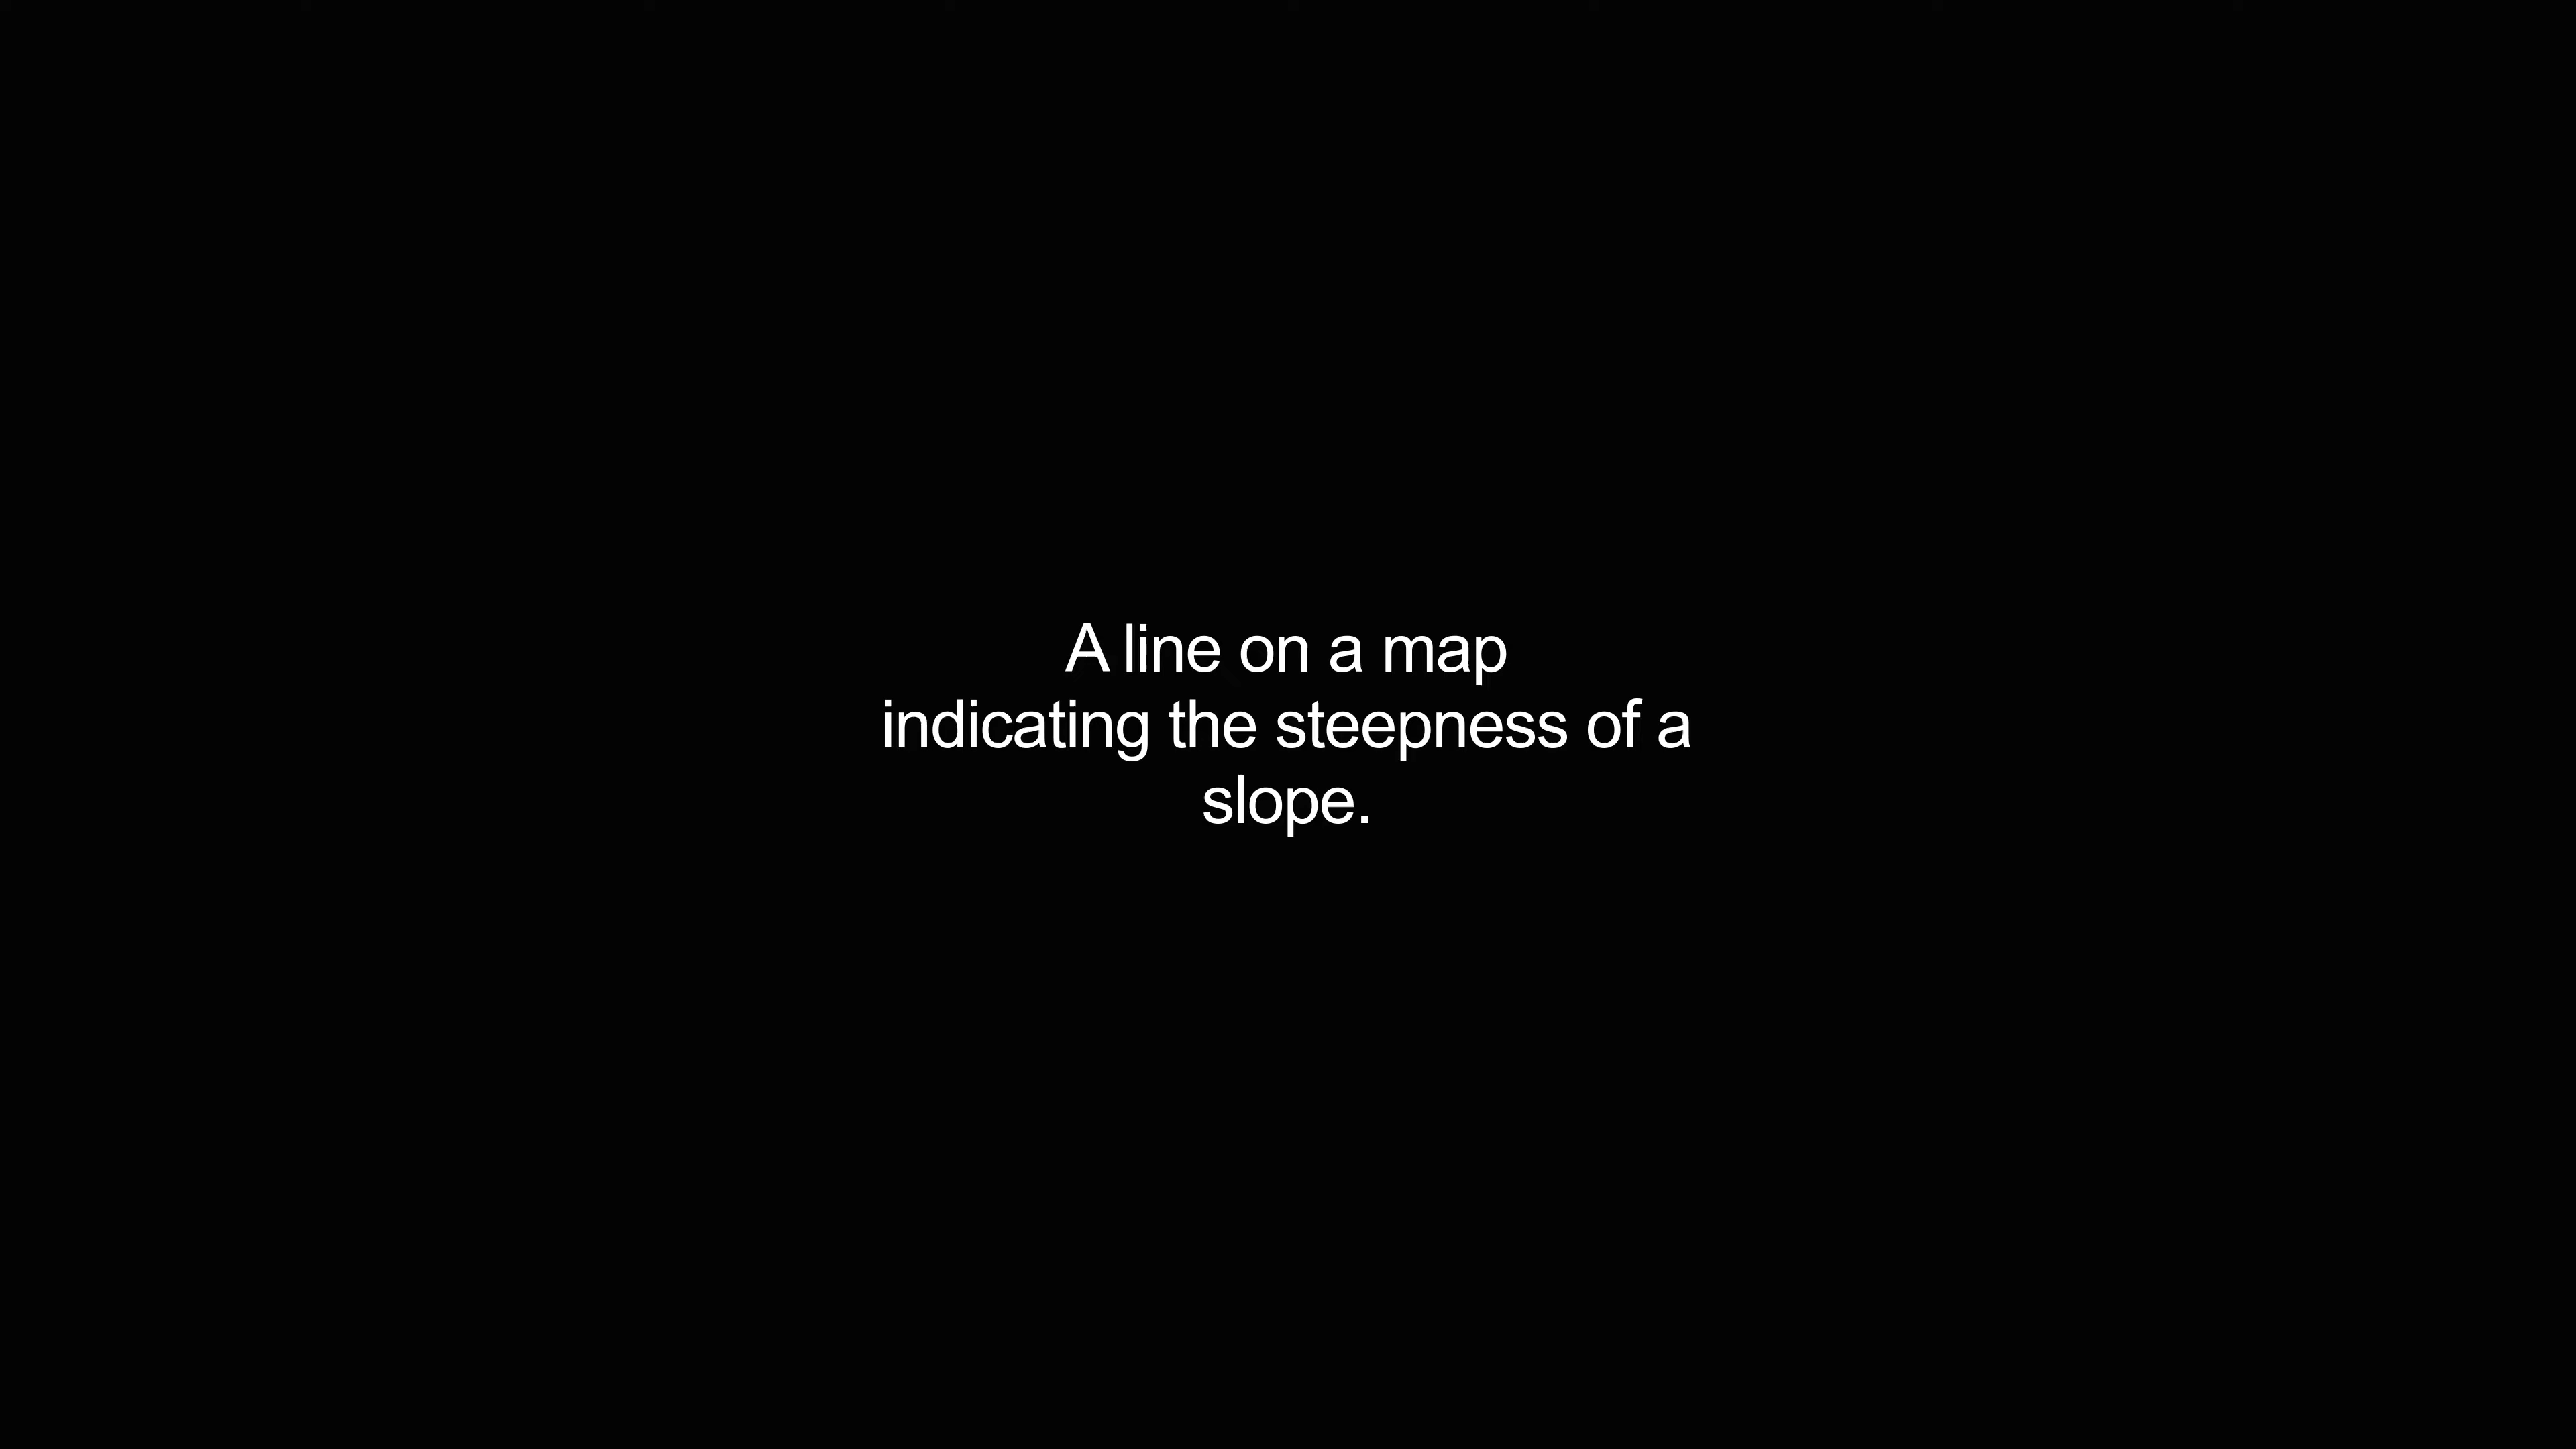 A line on a map
indicating the steepness of a
slope.